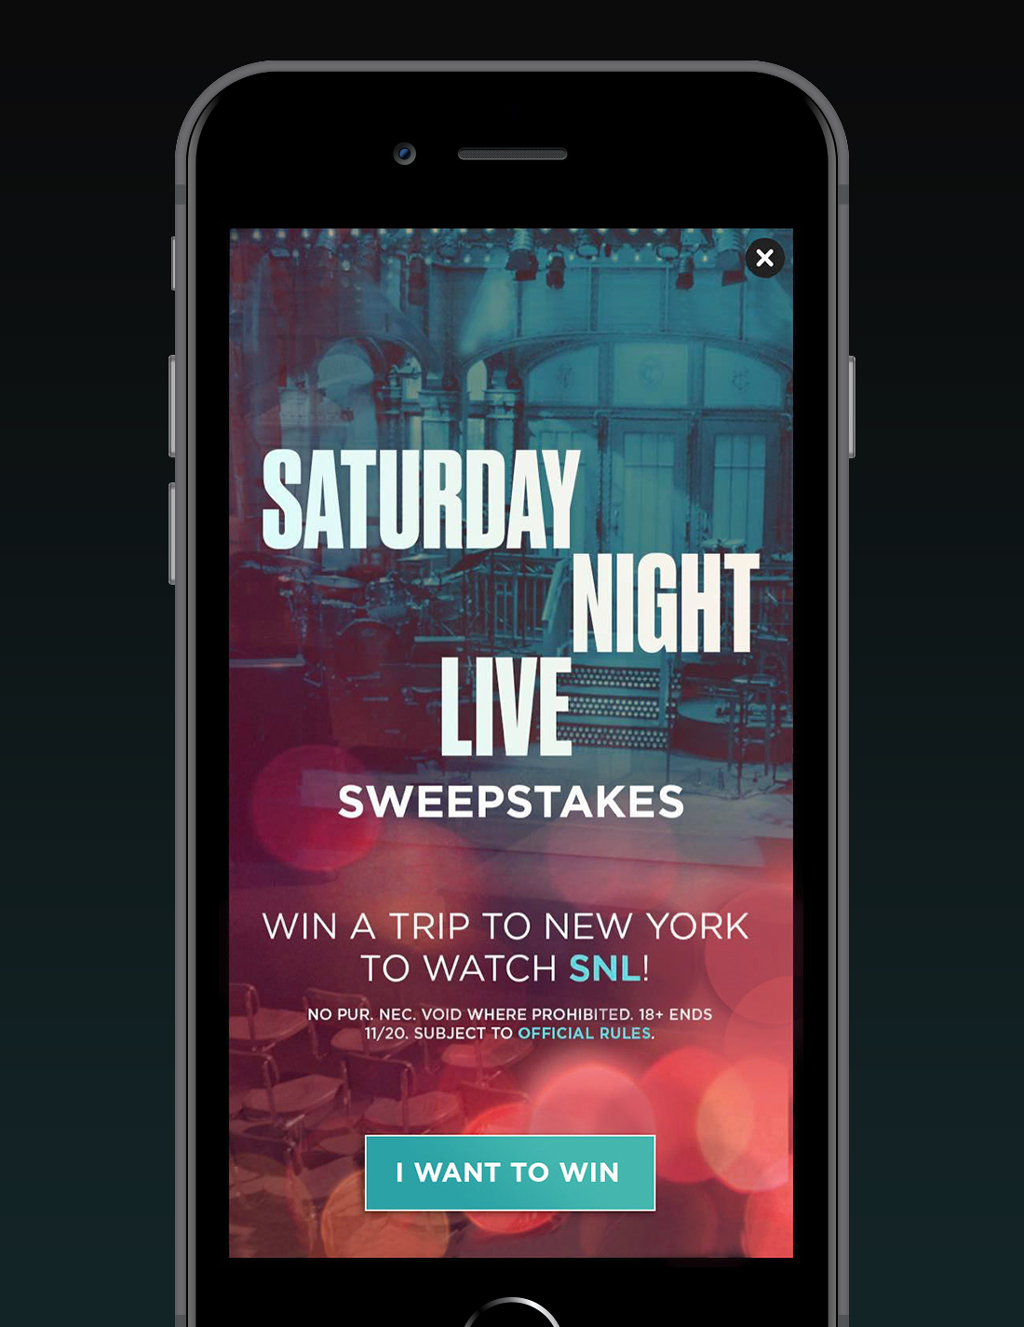 SATURDAY
NIGHT
LIVE
SWEEPSTAKES
WIN A TRIP TO NEW YORK
TO WATCH SNL!
NO PUR. NEC. VOID WHERE PROHIBITED. 18+ ENDS
11/20. SUBJECT TO OFFICIAL RULES.
I WANT TO WIN